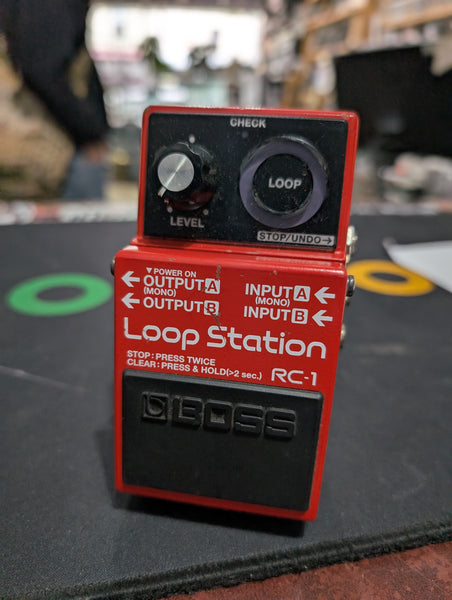 CHECK
LOOP
LEVEL
STOP/UNDO→
▼POWER ON
←OUTPUT A
(MONO)
←OUTPUT B
INPUT A←
(MONO)
INPUT B←
Loop Station
STOP : PRESS TWICE
CLEAR : PRESS & HOLD(>2 sec.)
RC-1
BOSS